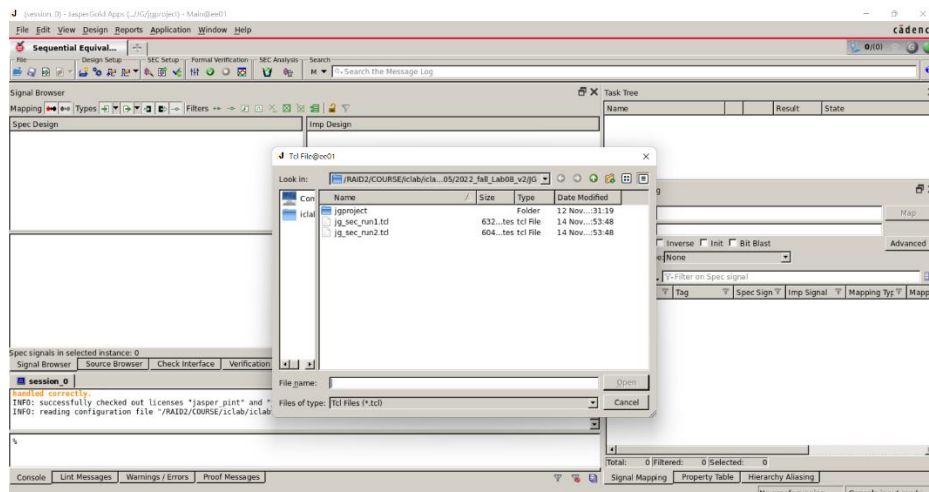 [session_0] - JasperGold Apps (.../JG/jgproject) - Main@ee01
File Edit View Design Reports Application Window Help
cādenc
Sequential Equival...
0/(0)
File Design Setup SEC Setup Formal Verification SEC Analysis Search
Search the Message Log
Signal Browser
Mapping Types Filters
Spec Design Imp Design
Task Tree
Name Result State
Tcl File@ee01
Look in: /RAID2/COURSE/iclab/icla...05/2022_fall_Lab08_v2/JG
Con
iclal
Name Size Type Date Modified
jgproject Folder 12 Nov...:31:19
jg_sec_run1.tcl 632...tes tcl File 14 Nov...:53:48
jg_sec_run2.tcl 604...tes tcl File 14 Nov...:53:48
File name: Open
Files of type: Tcl Files (*.tcl) Cancel
Map
Inverse Init Bit Blast Advanced
None
Filter on Spec signal
Tag Spec Sign Imp Signal Mapping Typ Mapp
Spec signals in selected instance: 0
Signal Browser Source Browser Check Interface Verification
session_0
handled correctly.
INFO: successfully checked out licenses "jasper_pint" and "
INFO: reading configuration file "/RAID2/COURSE/iclab/iclab
%
Total: 0 Filtered: 0 Selected: 0
Console Lint Messages Warnings / Errors Proof Messages
Signal Mapping Property Table Hierarchy Aliasing